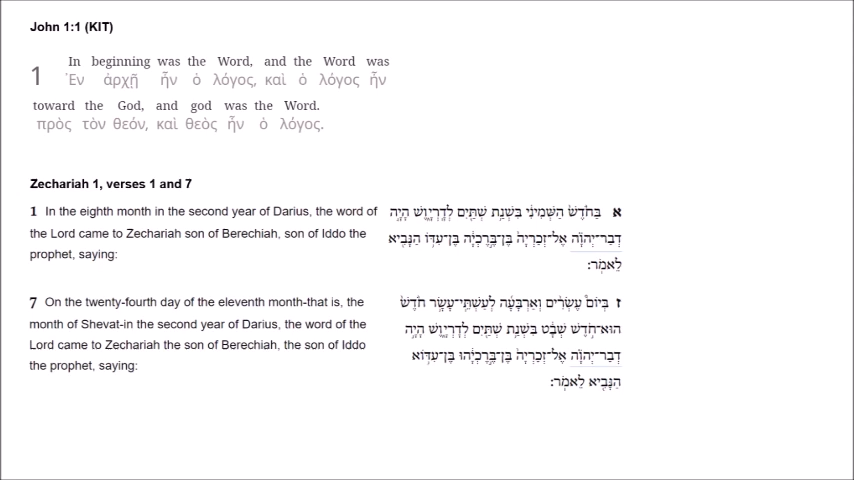 John 1:1 (KIT)
In beginning was the Word, and the Word was
1 Ἐν ἀρχῇ ἦν ὁ λόγος, καὶ ὁ λόγος ἦν
toward the God, and god was the Word.
πρὸς τὸν θεόν, καὶ θεὸς ἦν ὁ λόγος.
Zechariah 1, verses 1 and 7
1 In the eighth month in the second year of Darius, the word of
the Lord came to Zechariah son of Berechiah, son of Iddo the
prophet, saying:
א בַּחֹ֙דֶשׁ֙ הַשְּׁמִינִ֔י בִּשְׁנַ֥ת שְׁתַּ֖יִם לְדָרְיָ֑וֶשׁ הָיָ֣ה
דְבַר־יְהֹוָ֗ה אֶל־זְכַרְיָה֙ בֶּן־בֶּ֣רֶכְיָ֔ה בֶּן־עִדּ֥וֹ הַנָּבִ֖יא
לֵאמֹֽר:
7 On the twenty-fourth day of the eleventh month-that is, the
month of Shevat-in the second year of Darius, the word of the
Lord came to Zechariah the son of Berechiah, the son of Iddo
the prophet, saying:
ז בְּיוֹם֩ עֶשְׂרִ֨ים וְאַרְבָּעָ֜ה לְעַשְׁתֵּֽי־עָשָׂ֥ר חֹ֙דֶשׁ֙
הוּא־חֹ֣דֶשׁ שְׁבָ֔ט בִּשְׁנַ֥ת שְׁתַּ֖יִם לְדָרְיָ֑וֶשׁ הָיָ֣ה
דְבַר־יְהֹוָ֗ה אֶל־זְכַרְיָה֙ בֶּן־בֶּ֣רֶכְיָ֔הוּ בֶּן־עִדּ֥וֹא
הַנָּבִ֖יא לֵאמֹֽר: